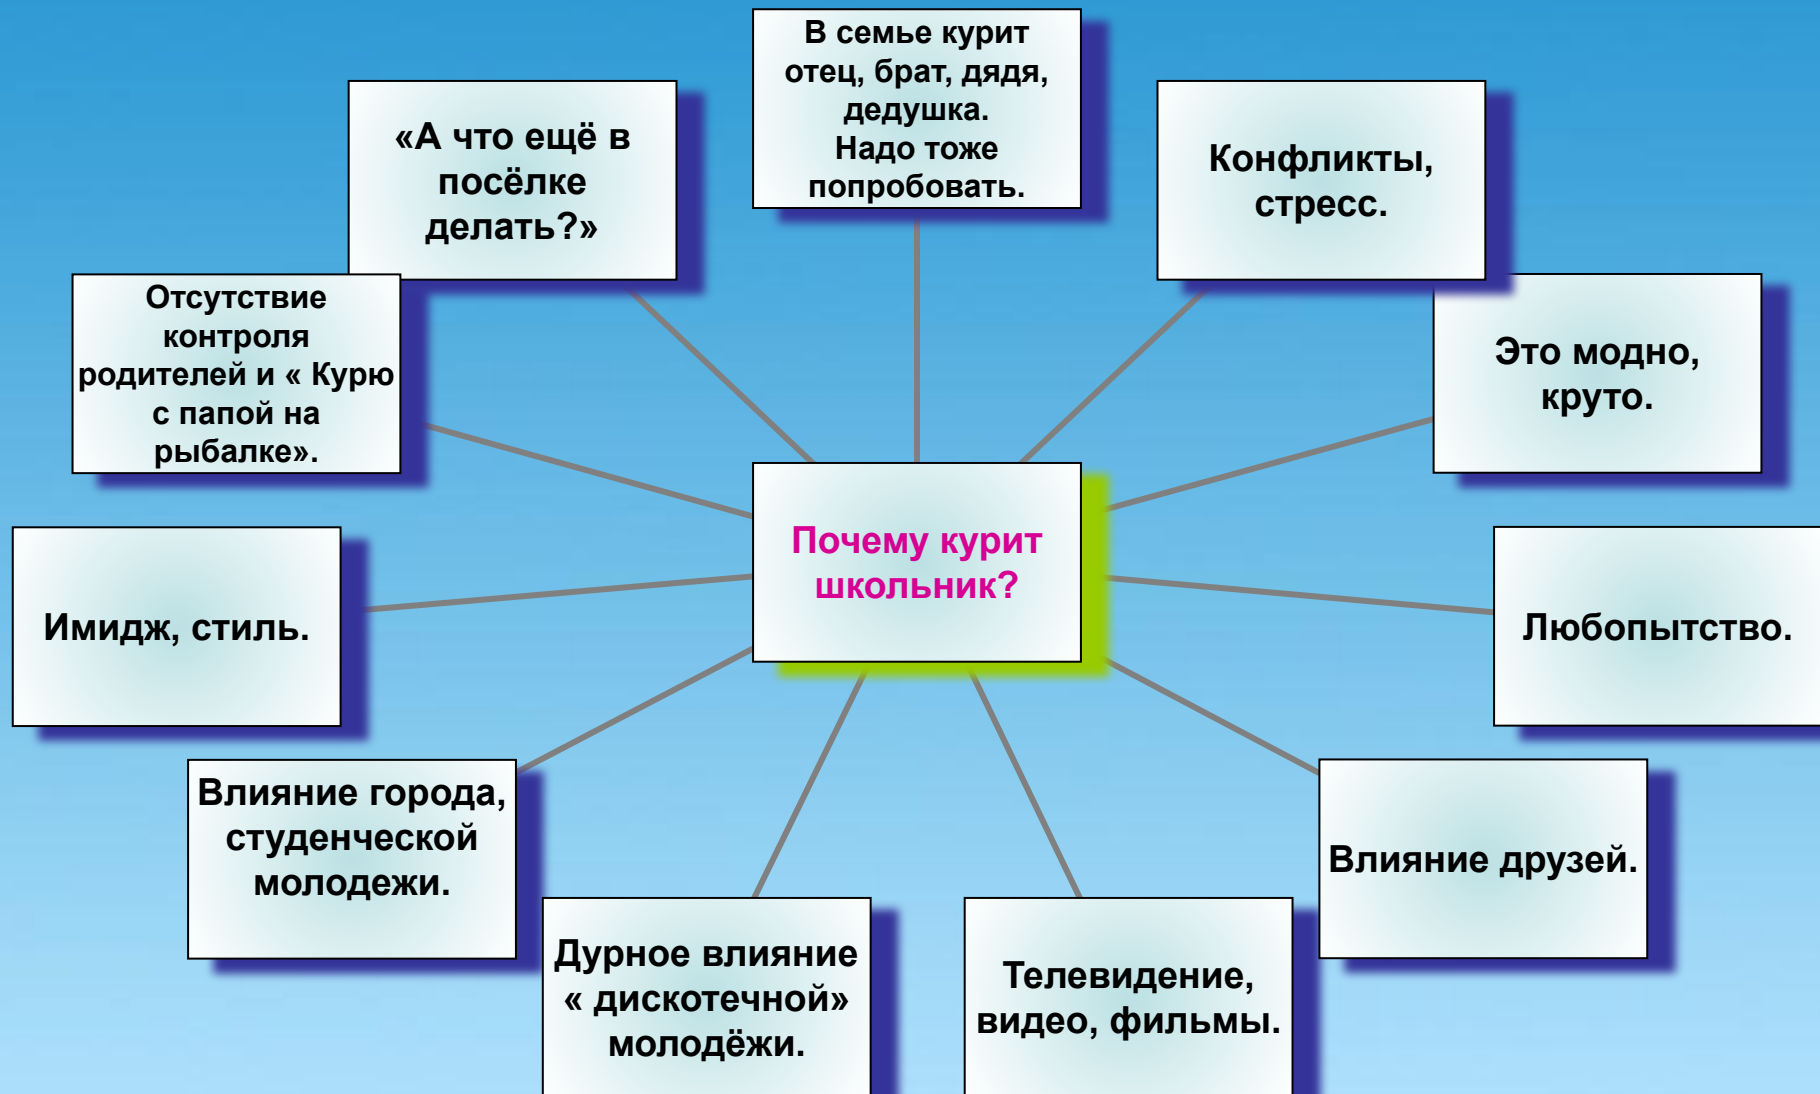 В семье курит
отец, брат, дядя,
дедушка.
Надо тоже
попробовать.
«А что ещё в
посёлке
делать?»
Конфликты,
стресс.
Отсутствие
контроля
родителей и « Курю
с папой на
рыбалке».
Это модно,
круто.
Почему курит
школьник?
Имидж, стиль.
Любопытство.
Влияние города,
студенческой
молодежи.
Влияние друзей.
Дурное влияние
« дискотечной»
молодёжи.
Телевидение,
видео, фильмы.